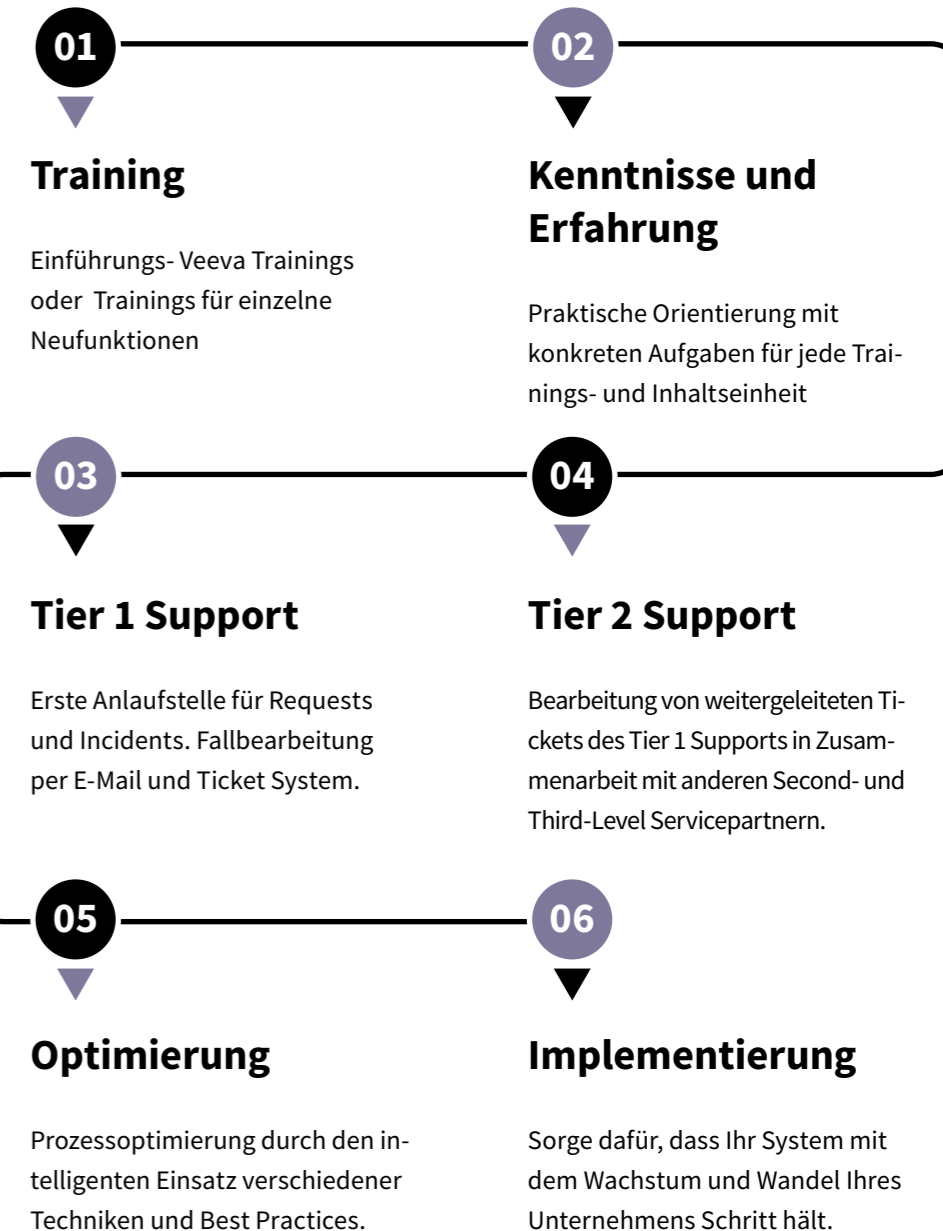 01
Training
Einführungs- Veeva Trainings
oder  Trainings für einzelne
Neufunktionen
02
Kenntnisse und
Erfahrung
Praktische Orientierung mit
konkreten Aufgaben für jede Trai-
nings- und Inhaltseinheit
03
Tier 1 Support
Erste Anlaufstelle für Requests
und Incidents. Fallbearbeitung
per E-Mail und Ticket System.
04
Tier 2 Support
Bearbeitung von weitergeleiteten Ti-
ckets des Tier 1 Supports in Zusam-
menarbeit mit anderen Second- und
Third-Level Servicepartnern.
05
Optimierung
Prozessoptimierung durch den in-
telligenten Einsatz verschiedener
Techniken und Best Practices.
06
Implementierung
Sorge dafür, dass Ihr System mit
dem Wachstum und Wandel Ihres
Unternehmens Schritt hält.